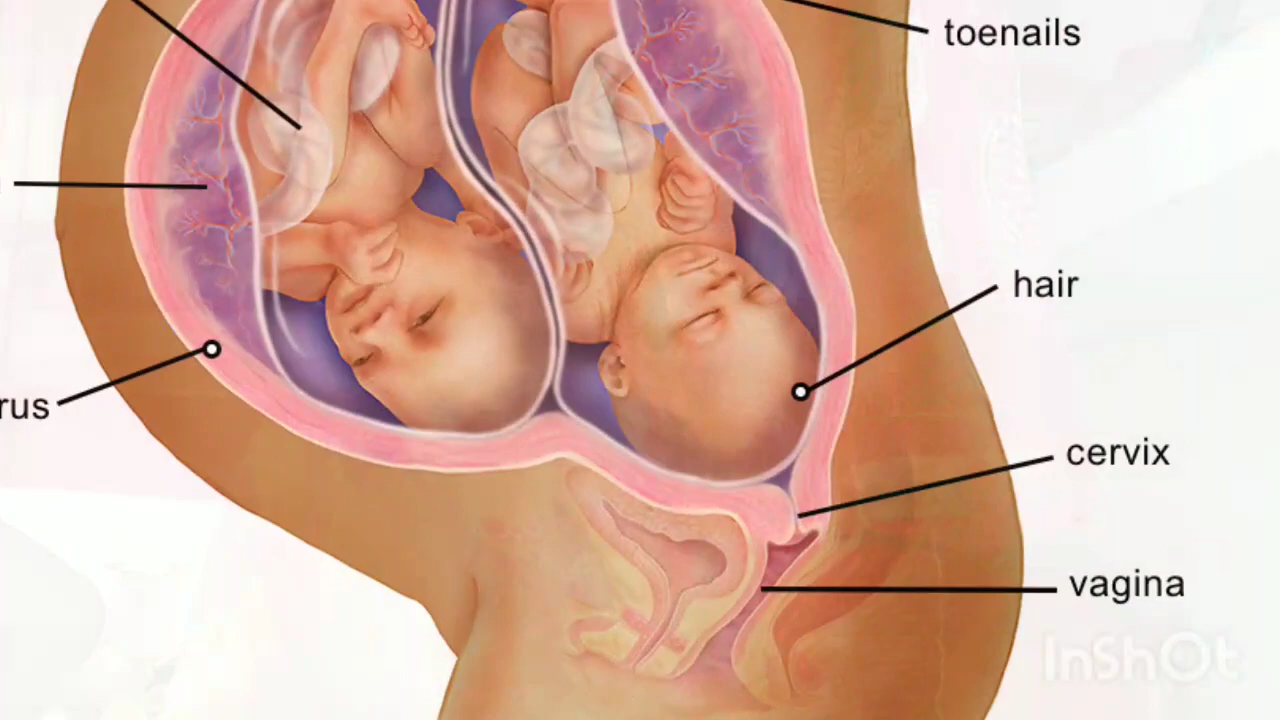 toenails
hair
rus
cervix
vagina
InShOt